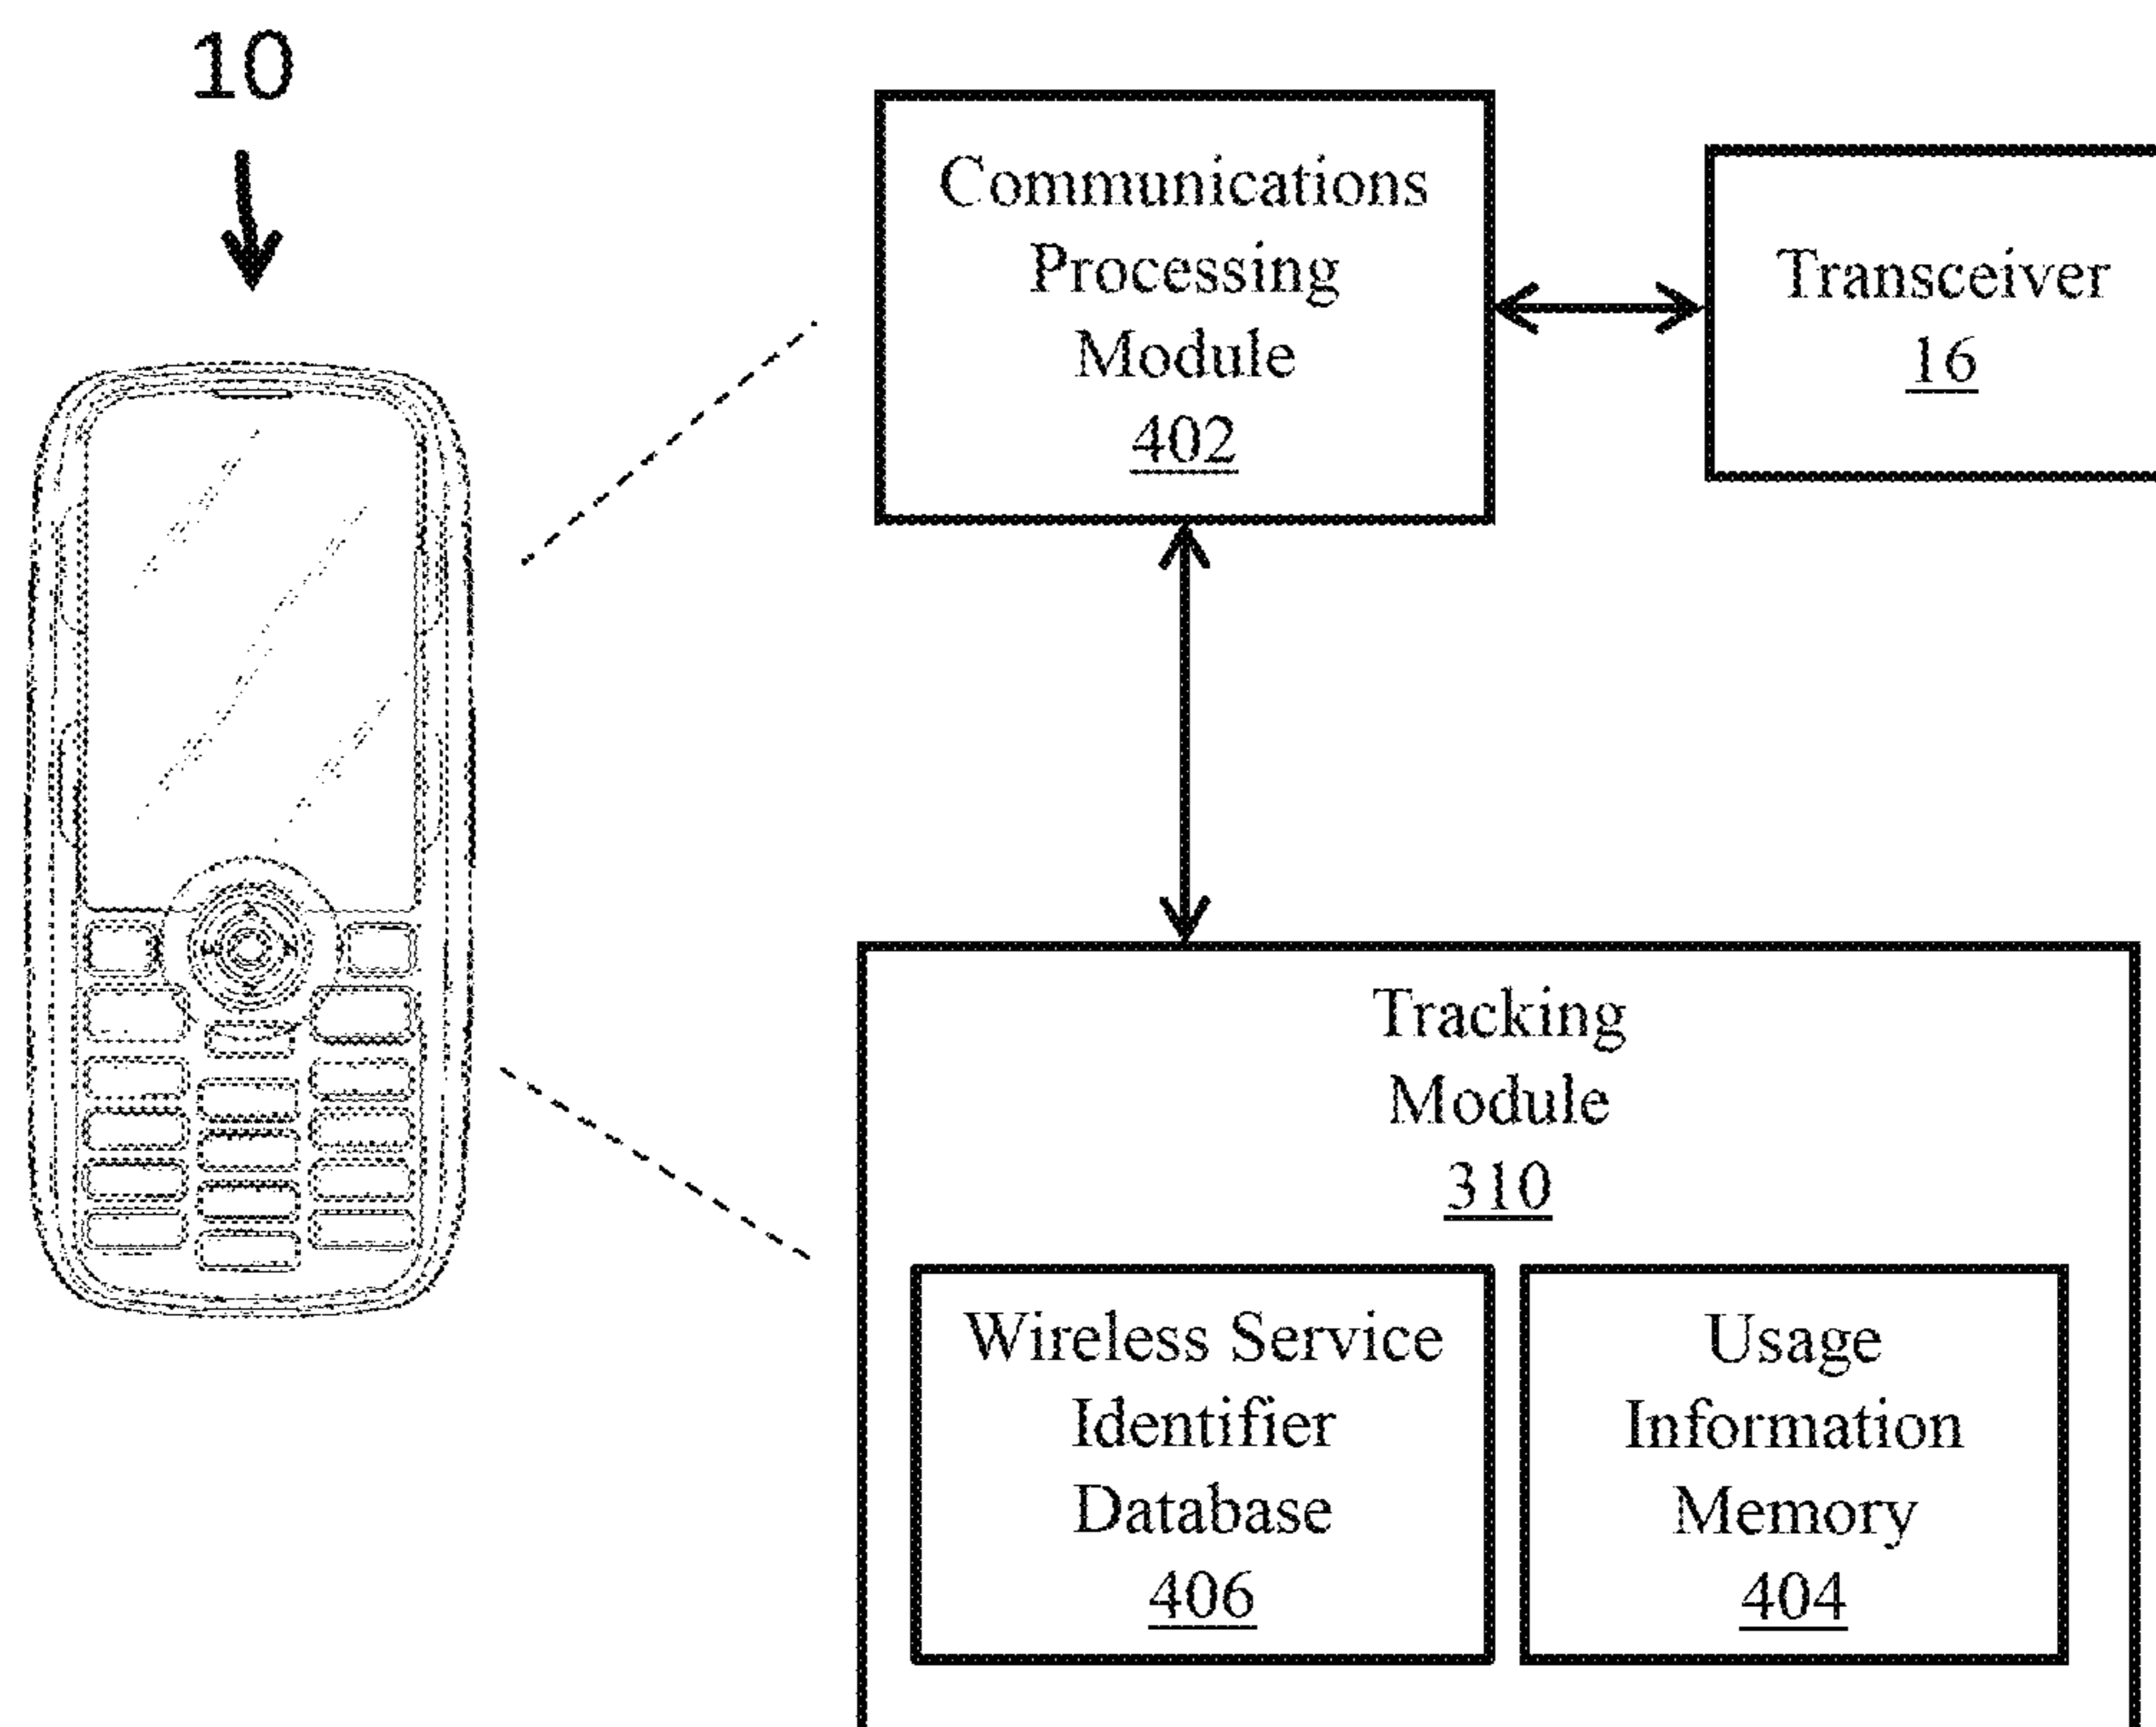 10
Communications
Processing
Module
402
Transceiver
16
Tracking
Module
310
Wireless Service
Identifier
Database
406
Usage
Information
Memory
404